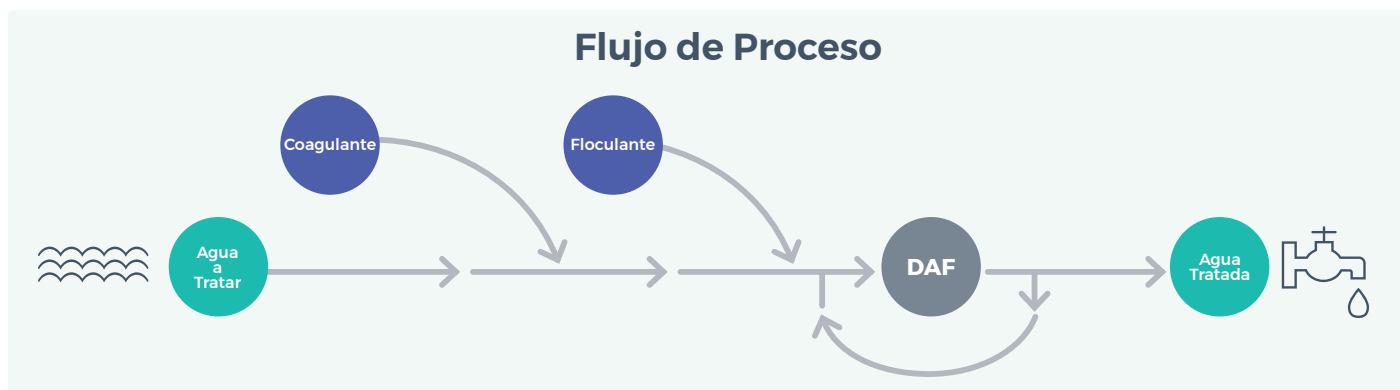 Flujo de Proceso
Coagulante
Floculante
Agua
a
Tratar
DAF
Agua
Tratada